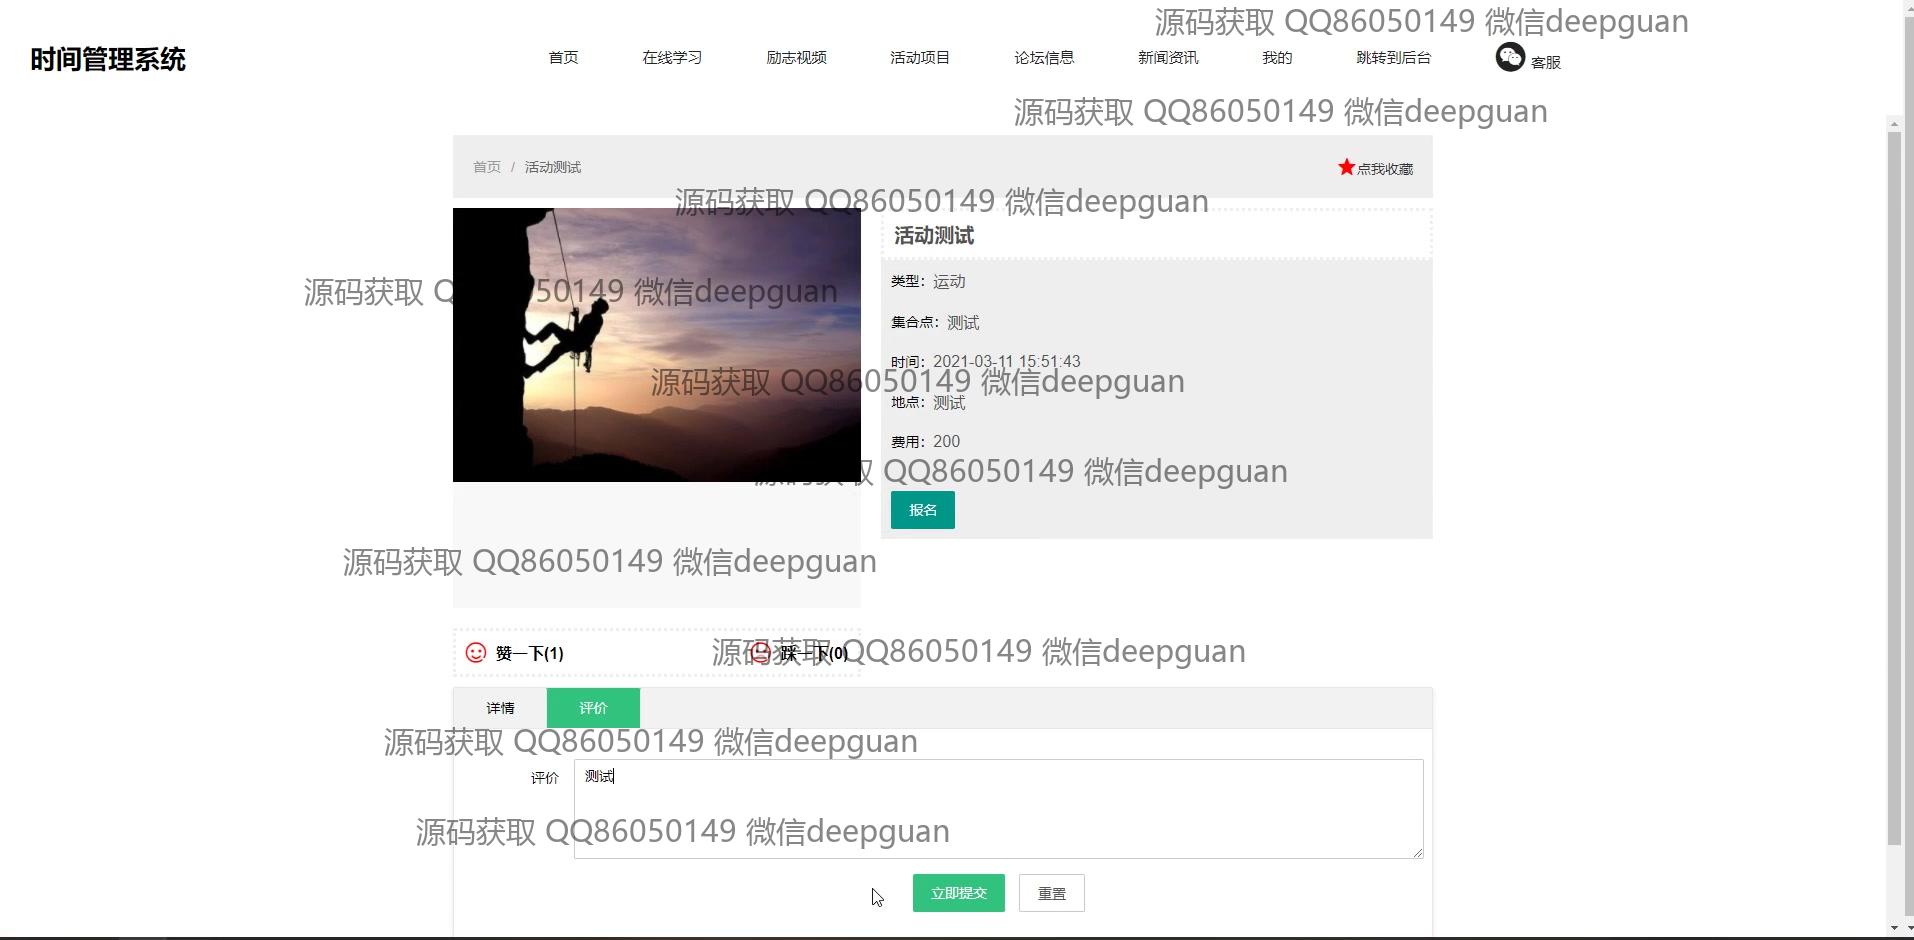 源码获取 QQ86050149 微信deepguan
时间管理系统
首页 在线学习 励志视频 活动项目 论坛信息 新闻资讯 我的 跳转到后台 客服
源码获取 QQ86050149 微信deepguan
首页 / 活动测试 点我收藏
源码获取 QQ86050149 微信deepguan
活动测试
类型：运动
源码获取 Q 50149 微信deepguan
集合点：测试
时间：2021-03-11 15:51:43
源码获取 QQ86050149 微信deepguan
地点：测试
费用：200
源码获取 QQ86050149 微信deepguan
报名
源码获取 QQ86050149 微信deepguan
赞一下(1) 踩一下(0)
源码获取 QQ86050149 微信deepguan
详情 评价
源码获取 QQ86050149 微信deepguan
评价 测试
源码获取 QQ86050149 微信deepguan
立即提交 重置